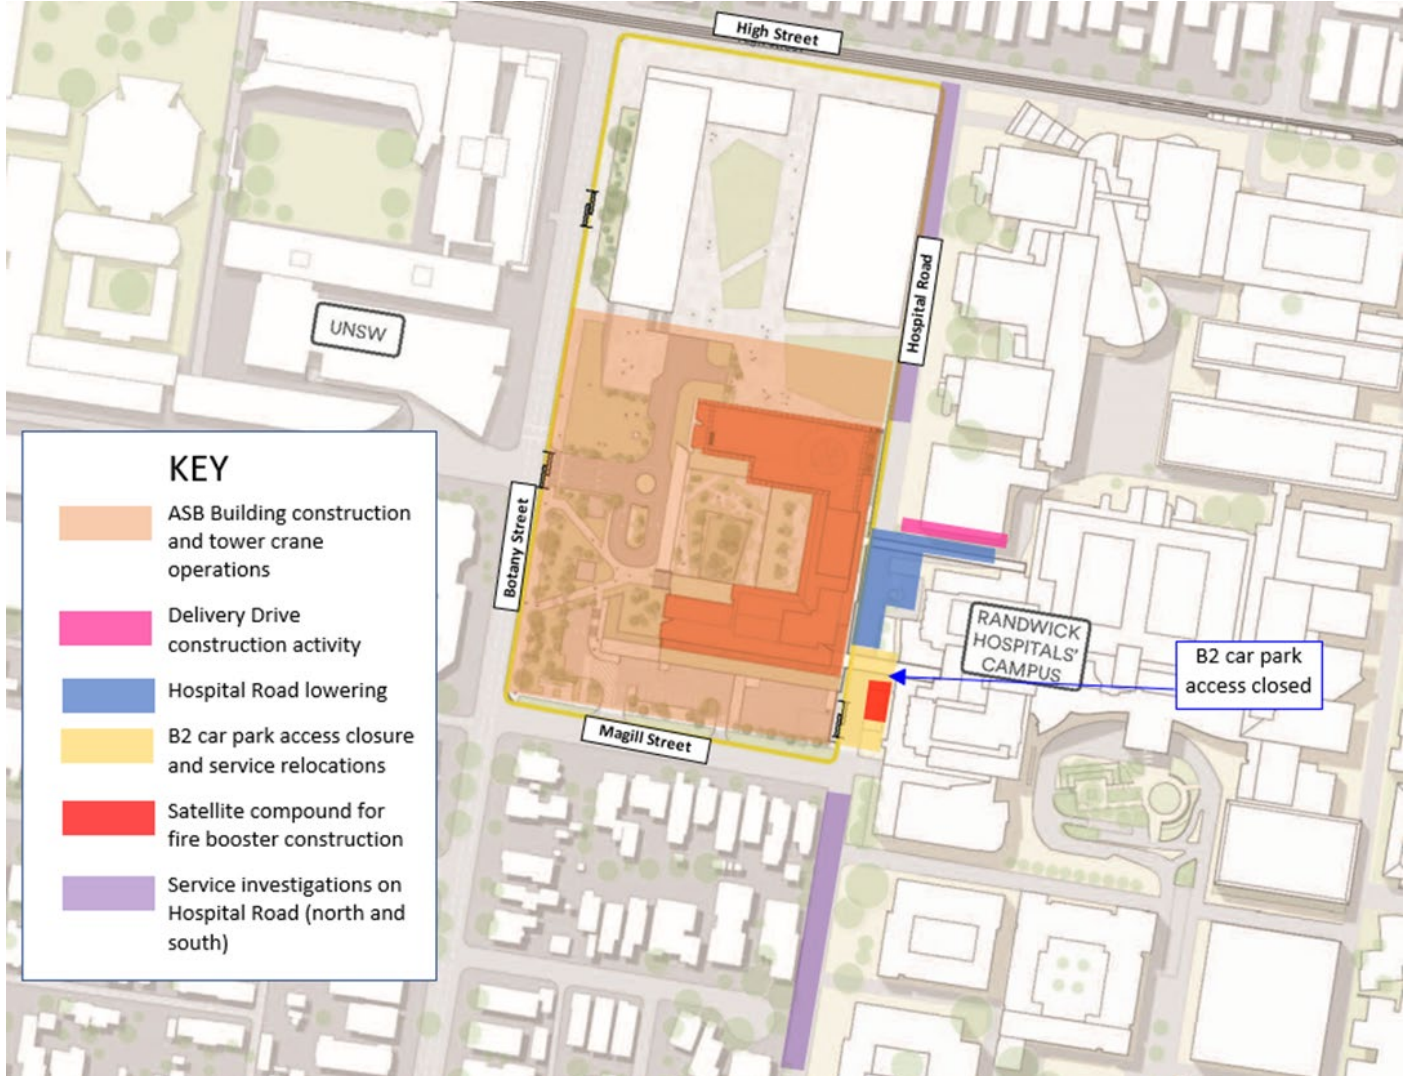 High Street
Hospital Road
UNSW
KEY
ASB Building construction
and tower crane
operations
Delivery Drive
construction activity
Hospital Road lowering
B2 car park access closure
and service relocations
Satellite compound for
fire booster construction
Service investigations on
Hospital Road (north and
south)
Botany Street
RANDWICK
HOSPITALS'
CAMPUS
B2 car park
access closed
Magill Street